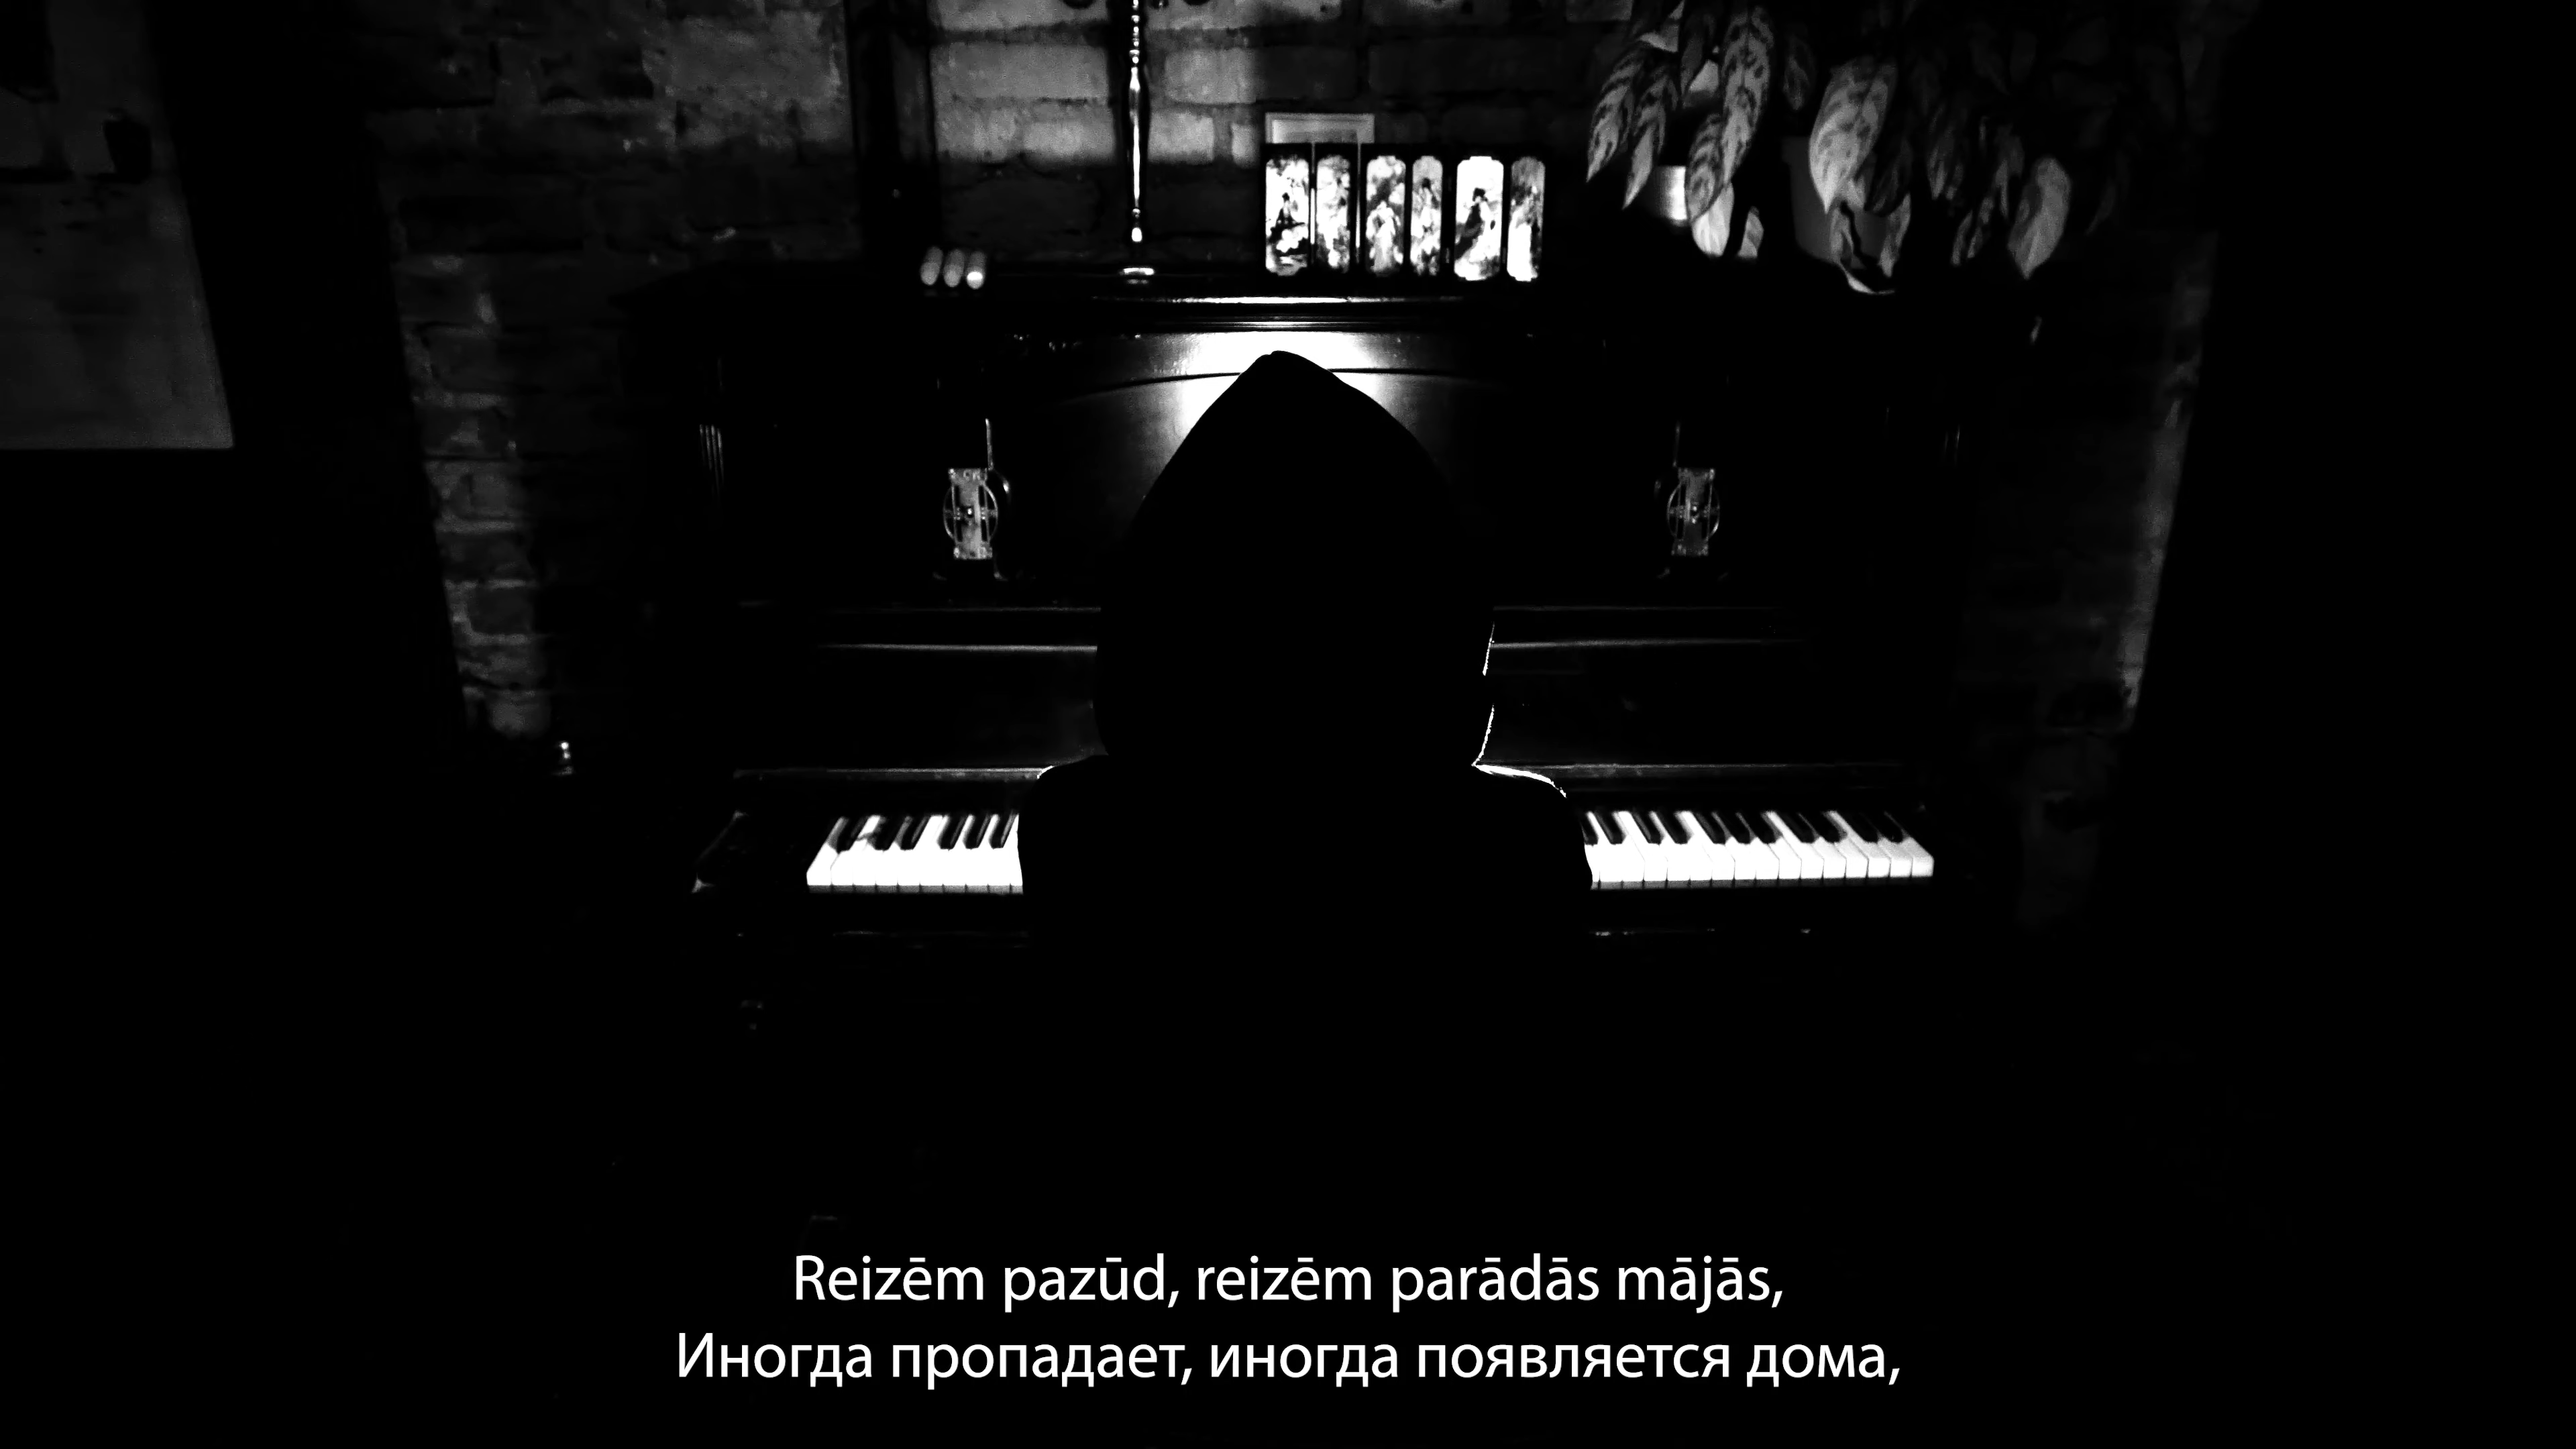 Reizēm pazūd, reizēm parādās mājās,
Иногда пропадает, иногда появляется дома,